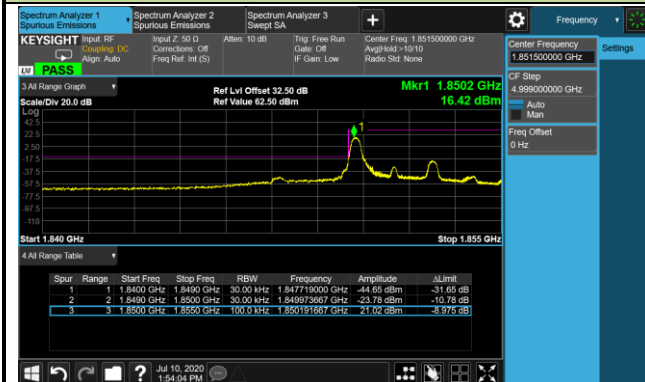 Spectrum Analyzer 1
Spurious Emissions
Spectrum Analyzer 2
Spurious Emissions
Spectrum Analyzer 3
Swept SA
Frequency
KEYSIGHT
Input: RF
Coupling: DC
Align: Auto
Input Z: 50 Ω
Corrections: Off
Freq Ref: Int (S)
Atten: 10 dB
Trig: Free Run
Gate: Off
IF Gain: Low
Center Freq: 1.851500000 GHz
Avg|Hold:>10/10
Radio Std: None
LXI
PASS
Center Frequency
1.851500000 GHz
Settings
CF Step
4.999000000 GHz
Auto
Man
Freq Offset
0 Hz
3 All Range Graph
Scale/Div 20.0 dB
Ref Lvl Offset 32.50 dB
Ref Value 62.50 dBm
Mkr1 1.8502 GHz
16.42 dBm
Log
42.5
22.5
2.50
-17.5
-37.5
-57.5
-77.5
-97.5
-118
1
Start 1.840 GHz
Stop 1.855 GHz
4 All Range Table
Spur Range Start Freq Stop Freq RBW Frequency Amplitude ΔLimit
1 1 1.8400 GHz 1.8490 GHz 30.00 kHz 1.847719000 GHz -44.65 dBm -31.65 dB
2 2 1.8490 GHz 1.8500 GHz 30.00 kHz 1.849973667 GHz -23.78 dBm -10.78 dB
3 3 1.8500 GHz 1.8550 GHz 100.0 kHz 1.850191667 GHz 21.02 dBm -8.975 dB
Jul 10, 2020
1:54:04 PM